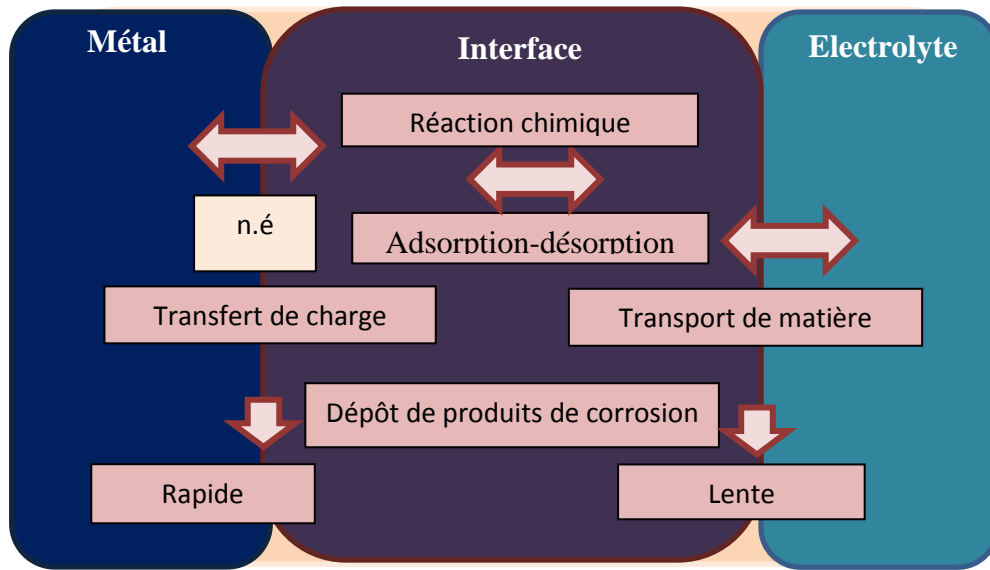 Métal
Interface
Electrolyte
Réaction chimique
n.é
Adsorption-désorption
Transfert de charge
Transport de matière
Dépôt de produits de corrosion
Rapide
Lente